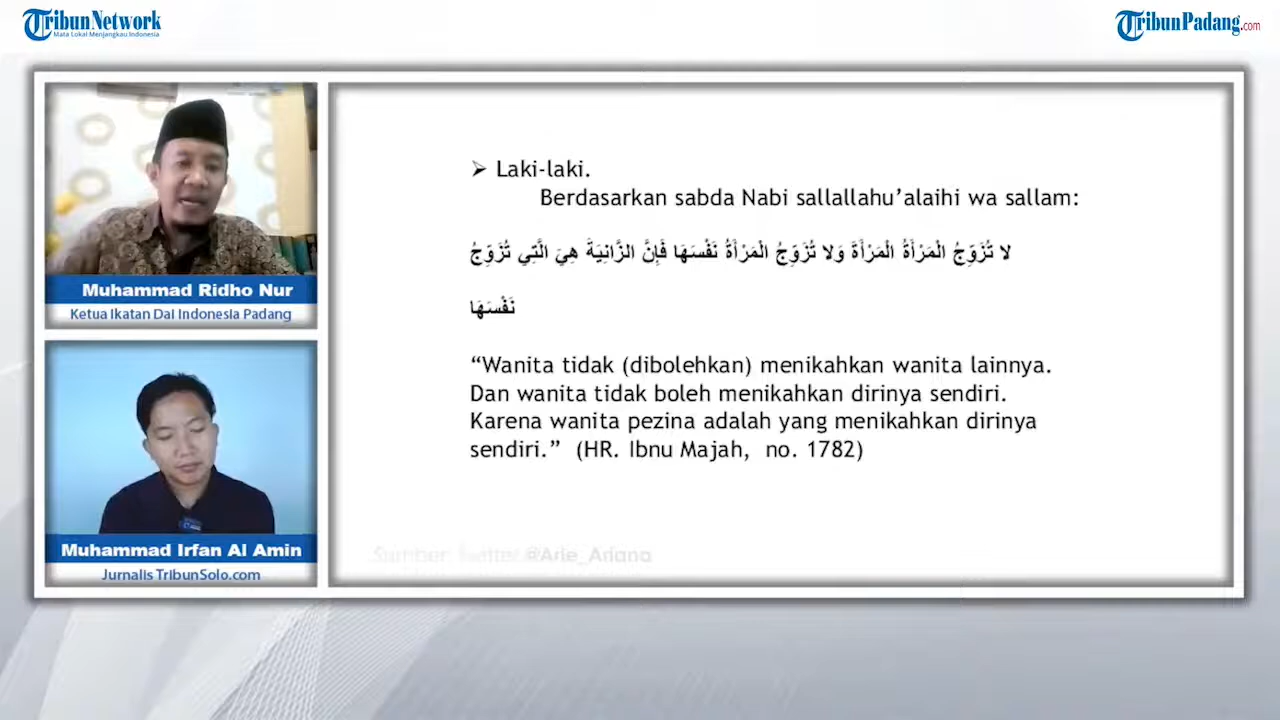 TribunNetwork
Mata Lokal Menjangkau Indonesia
TribunPadang.com
Muhammad Ridho Nur
Ketua Ikatan Dai Indonesia Padang
Muhammad Irfan Al Amin
Jurnalis TribunSolo.com
➢ Laki-laki.
Berdasarkan sabda Nabi sallallahu’alaihi wa sallam:
لا تُزَوِّجُ الْمَرْأَةُ الْمَرْأَةَ وَلا تُزَوِّجُ الْمَرْأَةُ نَفْسَهَا فَإِنَّ الزَّانِيَةَ هِيَ الَّتِي تُزَوِّجُ
نَفْسَهَا
“Wanita tidak (dibolehkan) menikahkan wanita lainnya.
Dan wanita tidak boleh menikahkan dirinya sendiri.
Karena wanita pezina adalah yang menikahkan dirinya
sendiri.” (HR. Ibnu Majah, no. 1782)
Sumber: Twitter @Arie_Ariana